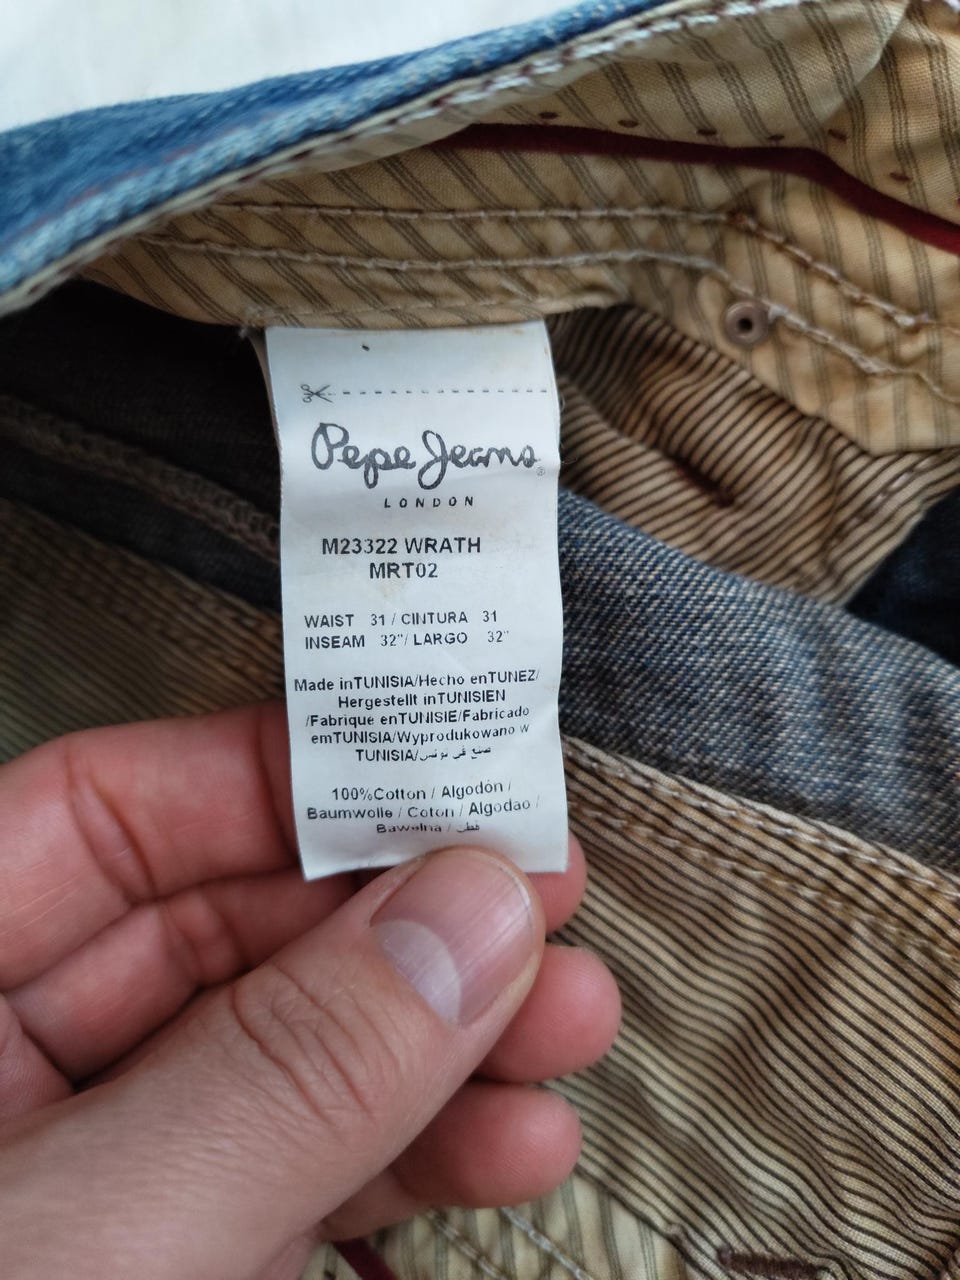 Pepe Jeans
LONDON
M23322 WRATH
MRT02
WAIST 31 / CINTURA 31
INSEAM 32"/ LARGO 32"
Made inTUNISIA/Hecho enTUNEZ/
Hergestellt inTUNISIEN
/Fabrique enTUNISIE/Fabricado
emTUNISIA/Wyprodukowano w
TUNISIA/صنع في تونس
100%Cotton / Algodón /
Baumwolle / Coton / Algodao /
Bawelna / قطن